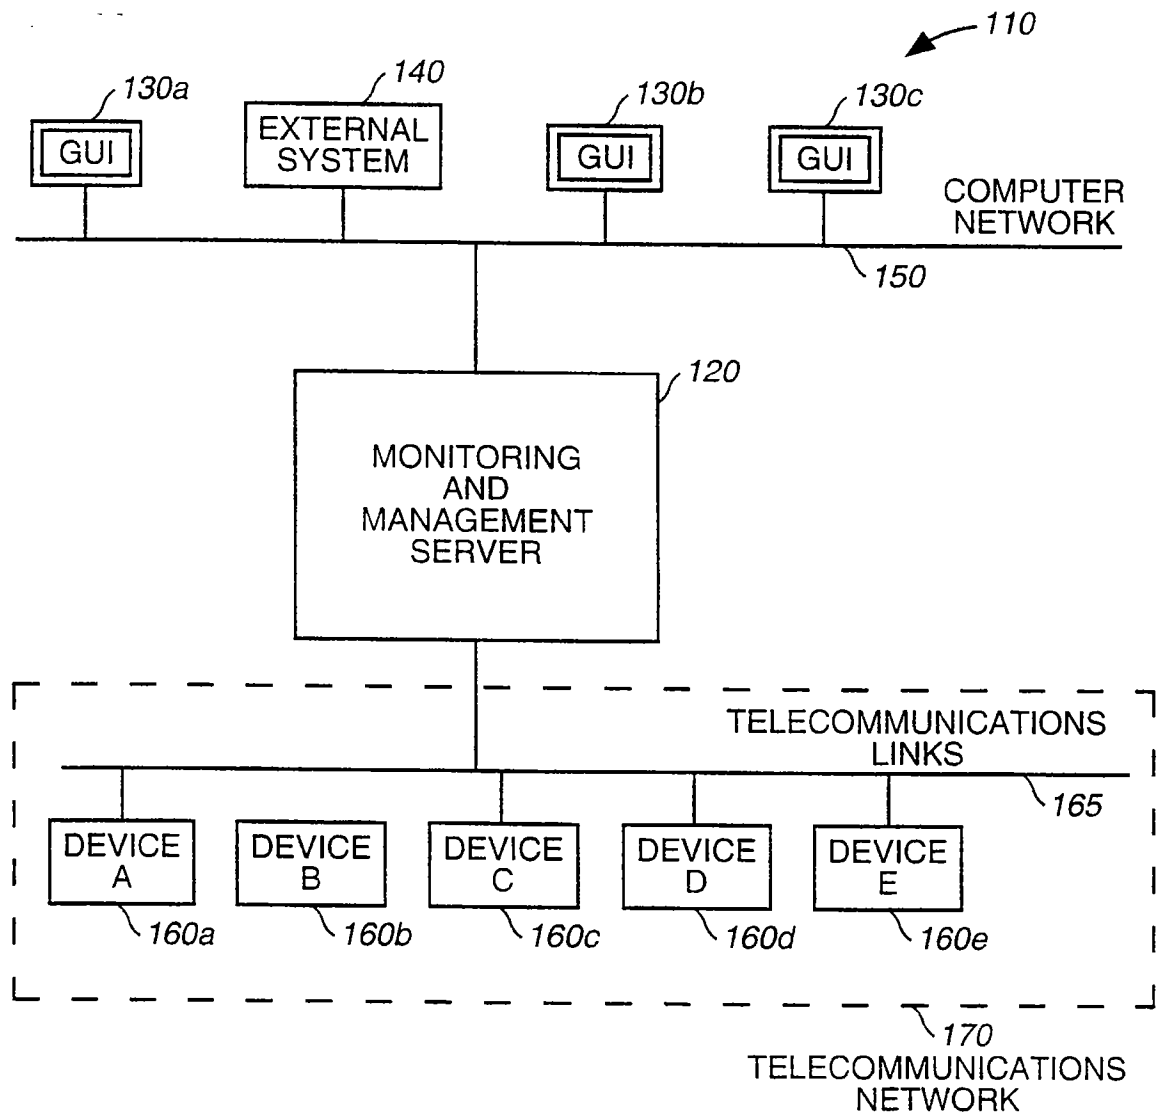 110
130a
140
130b
130c
GUI
EXTERNAL
SYSTEM
GUI
GUI
COMPUTER
NETWORK
150
120
MONITORING
AND
MANAGEMENT
SERVER
TELECOMMUNICATIONS
LINKS
165
DEVICE
A
DEVICE
B
DEVICE
C
DEVICE
D
DEVICE
E
160a
160b
160c
160d
160e
170
TELECOMMUNICATIONS
NETWORK